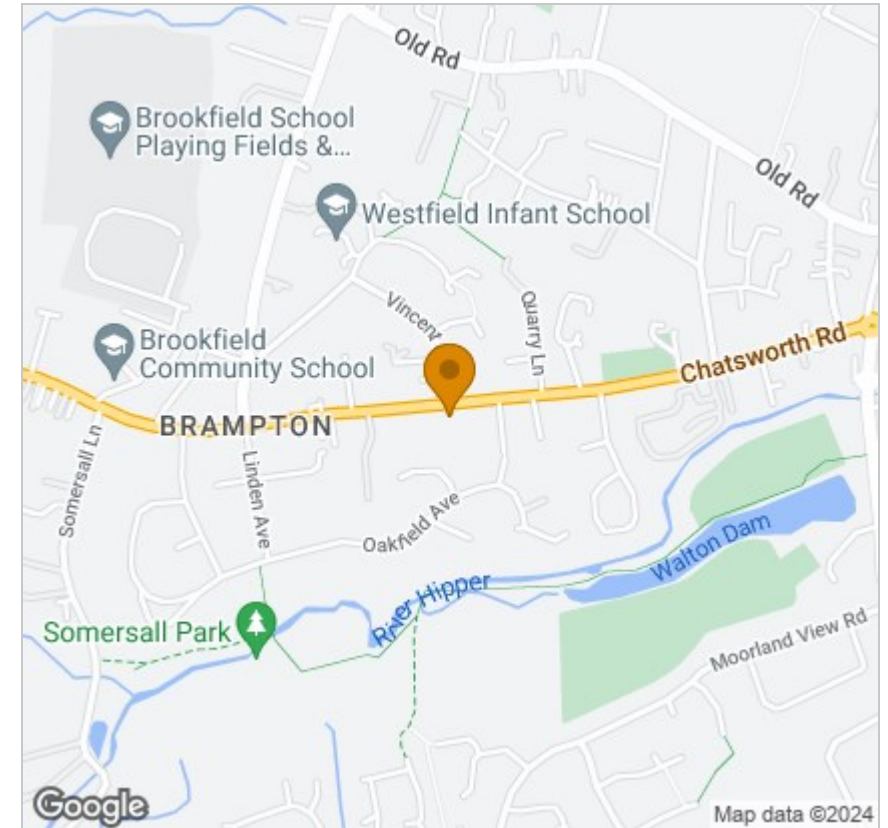 Old Rd
Brookfield School
Playing Fields &...
Old Rd
Westfield Infant School
Vincent
Quarry Ln
Brookfield
Community School
Chatsworth Rd
BRAMPTON
Somersall Ln
Linden Ave
Oakfield Ave
Walton Dam
River Hipper
Somersall Park
Moorland View Rd
Google
Map data ©2024